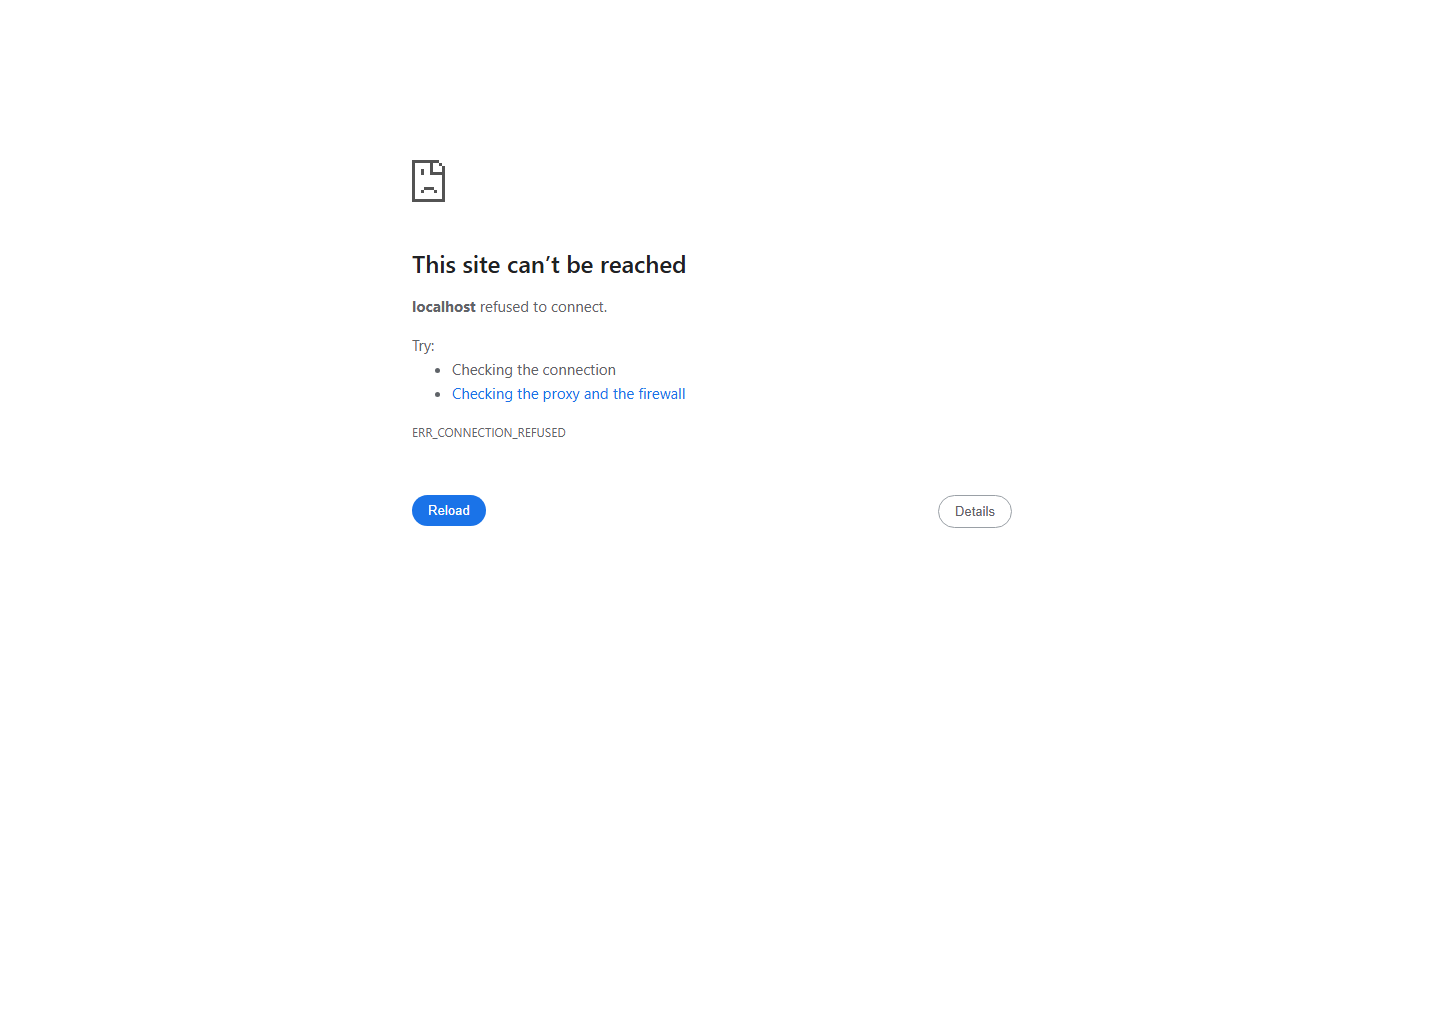 This site can’t be reached
localhost refused to connect.
Try:
Checking the connection
Checking the proxy and the firewall
ERR_CONNECTION_REFUSED
Reload
Details